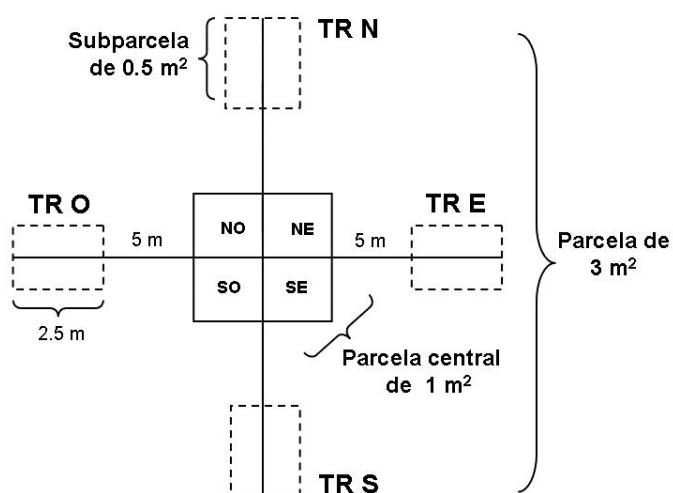 TR N
Subparcela
de 0.5 m²
TR O
TR E
5 m
NO
NE
5 m
Parcela de
3 m²
SO
SE
2.5 m
Parcela central
de 1 m²
TR S